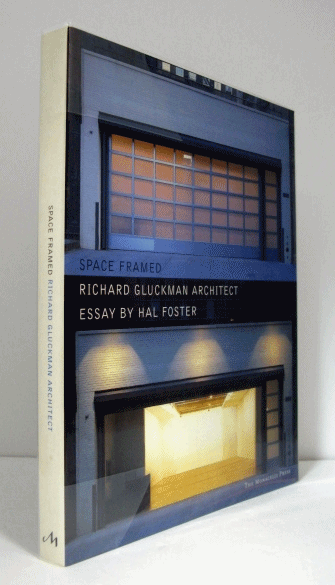 SPACE FRAMED
RICHARD GLUCKMAN ARCHITECT
ESSAY BY HAL FOSTER
THE MONACELLI PRESS
SPACE FRAMED RICHARD GLUCKMAN ARCHITECT
M